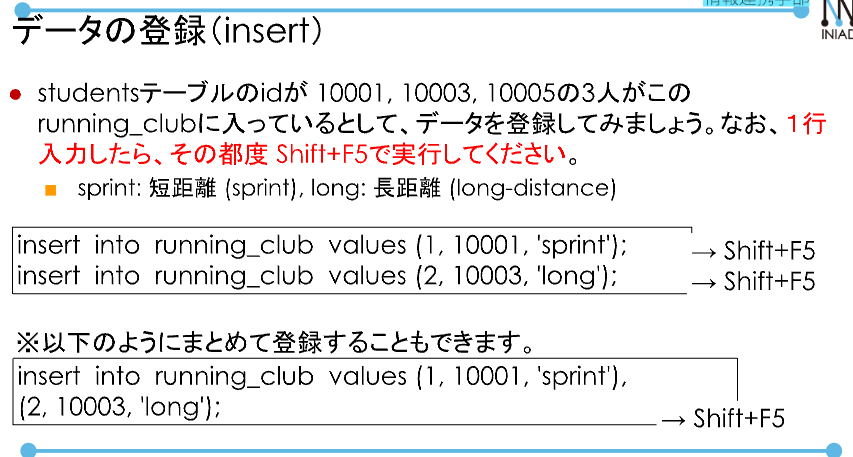 情報連携学部
INIAD
データの登録（insert）
● studentsテーブルのidが 10001, 10003, 10005の3人がこの
running_clubに入っているとして、データを登録してみましょう。なお、１行
入力したら、その都度 Shift+F5で実行してください。
■ sprint: 短距離 (sprint), long: 長距離 (long-distance)
insert into running_club values (1, 10001, 'sprint'); → Shift+F5
insert into running_club values (2, 10003, 'long'); → Shift+F5
※以下のようにまとめて登録することもできます。
insert into running_club values (1, 10001, 'sprint'),
(2, 10003, 'long'); → Shift+F5